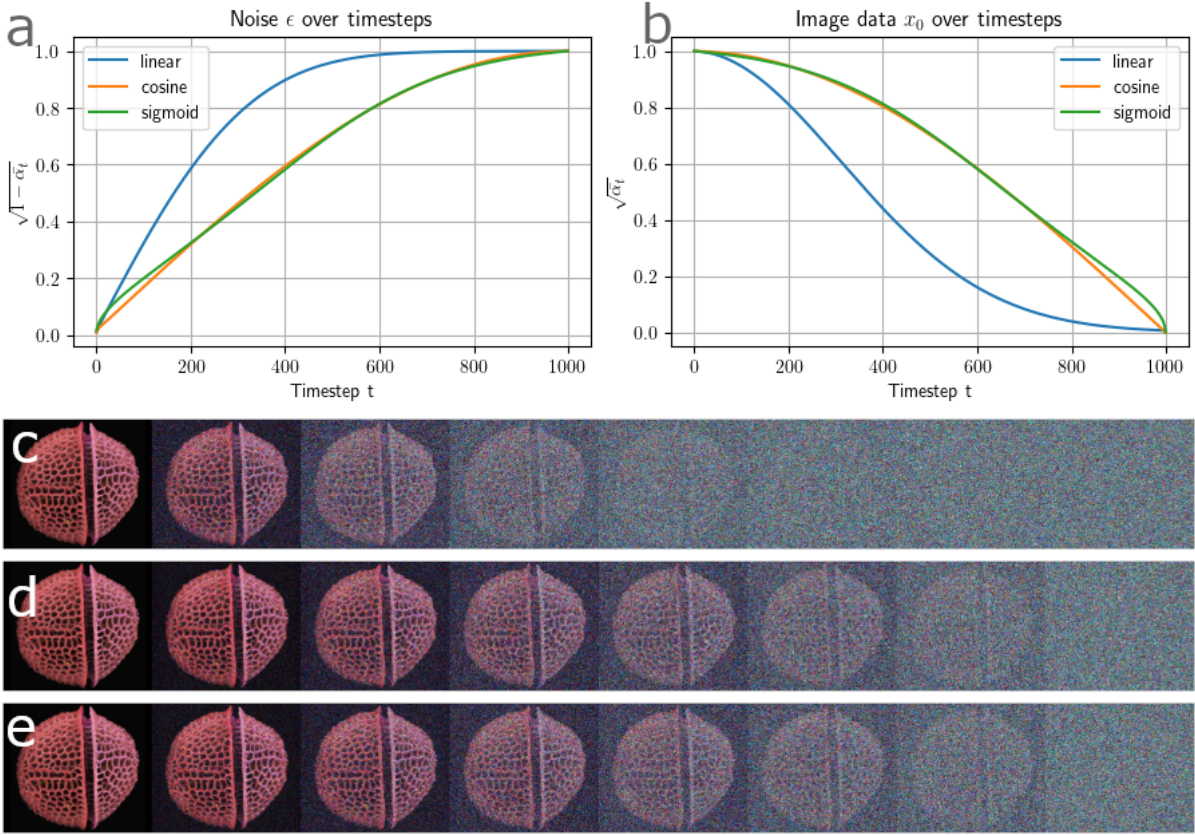 a
Noise ϵ over timesteps
1.0
0.8
0.6
0.4
0.2
0.0
√1 − ᾱₜ
linear
cosine
sigmoid
0 200 400 600 800 1000
Timestep t
b
Image data x₀ over timesteps
1.0
0.8
0.6
0.4
0.2
0.0
√ᾱₜ
linear
cosine
sigmoid
0 200 400 600 800 1000
Timestep t
c
d
e